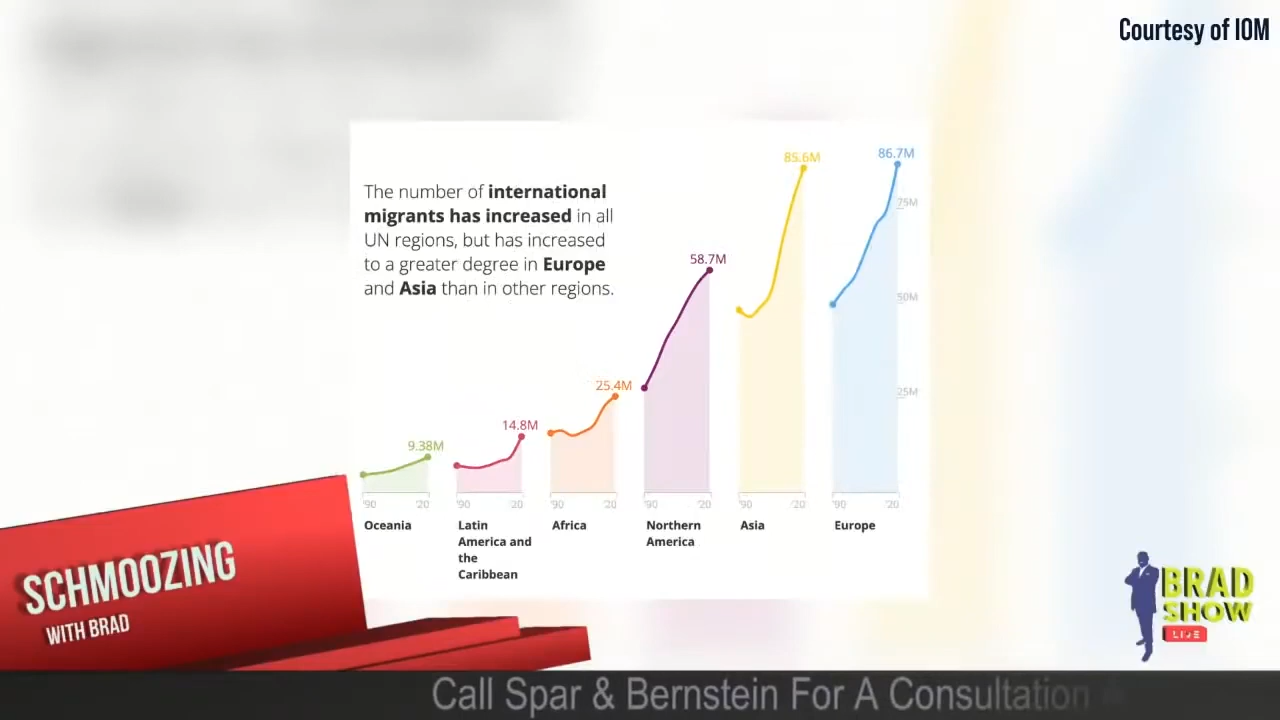 Courtesy of IOM
The number of international
migrants has increased in all
UN regions, but has increased
to a greater degree in Europe
and Asia than in other regions.
9.38M
14.8M
25.4M
58.7M
85.6M
86.7M
75M
50M
25M
'90 '20
'90 '20
'90 '20
'90 '20
'90 '20
'90 '20
Oceania
Latin
America and
the
Caribbean
Africa
Northern
America
Asia
Europe
SCHMOOZING
WITH BRAD
BRAD
SHOW
LIVE
Call Spar & Bernstein For A Consultation